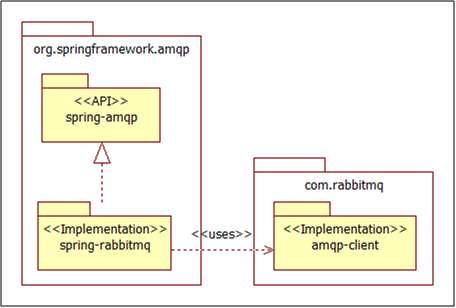 org.springframework.amqp
<<API>>
spring-amqp
com.rabbitmq
<<Implementation>>
spring-rabbitmq
<<uses>>
<<Implementation>>
amqp-client